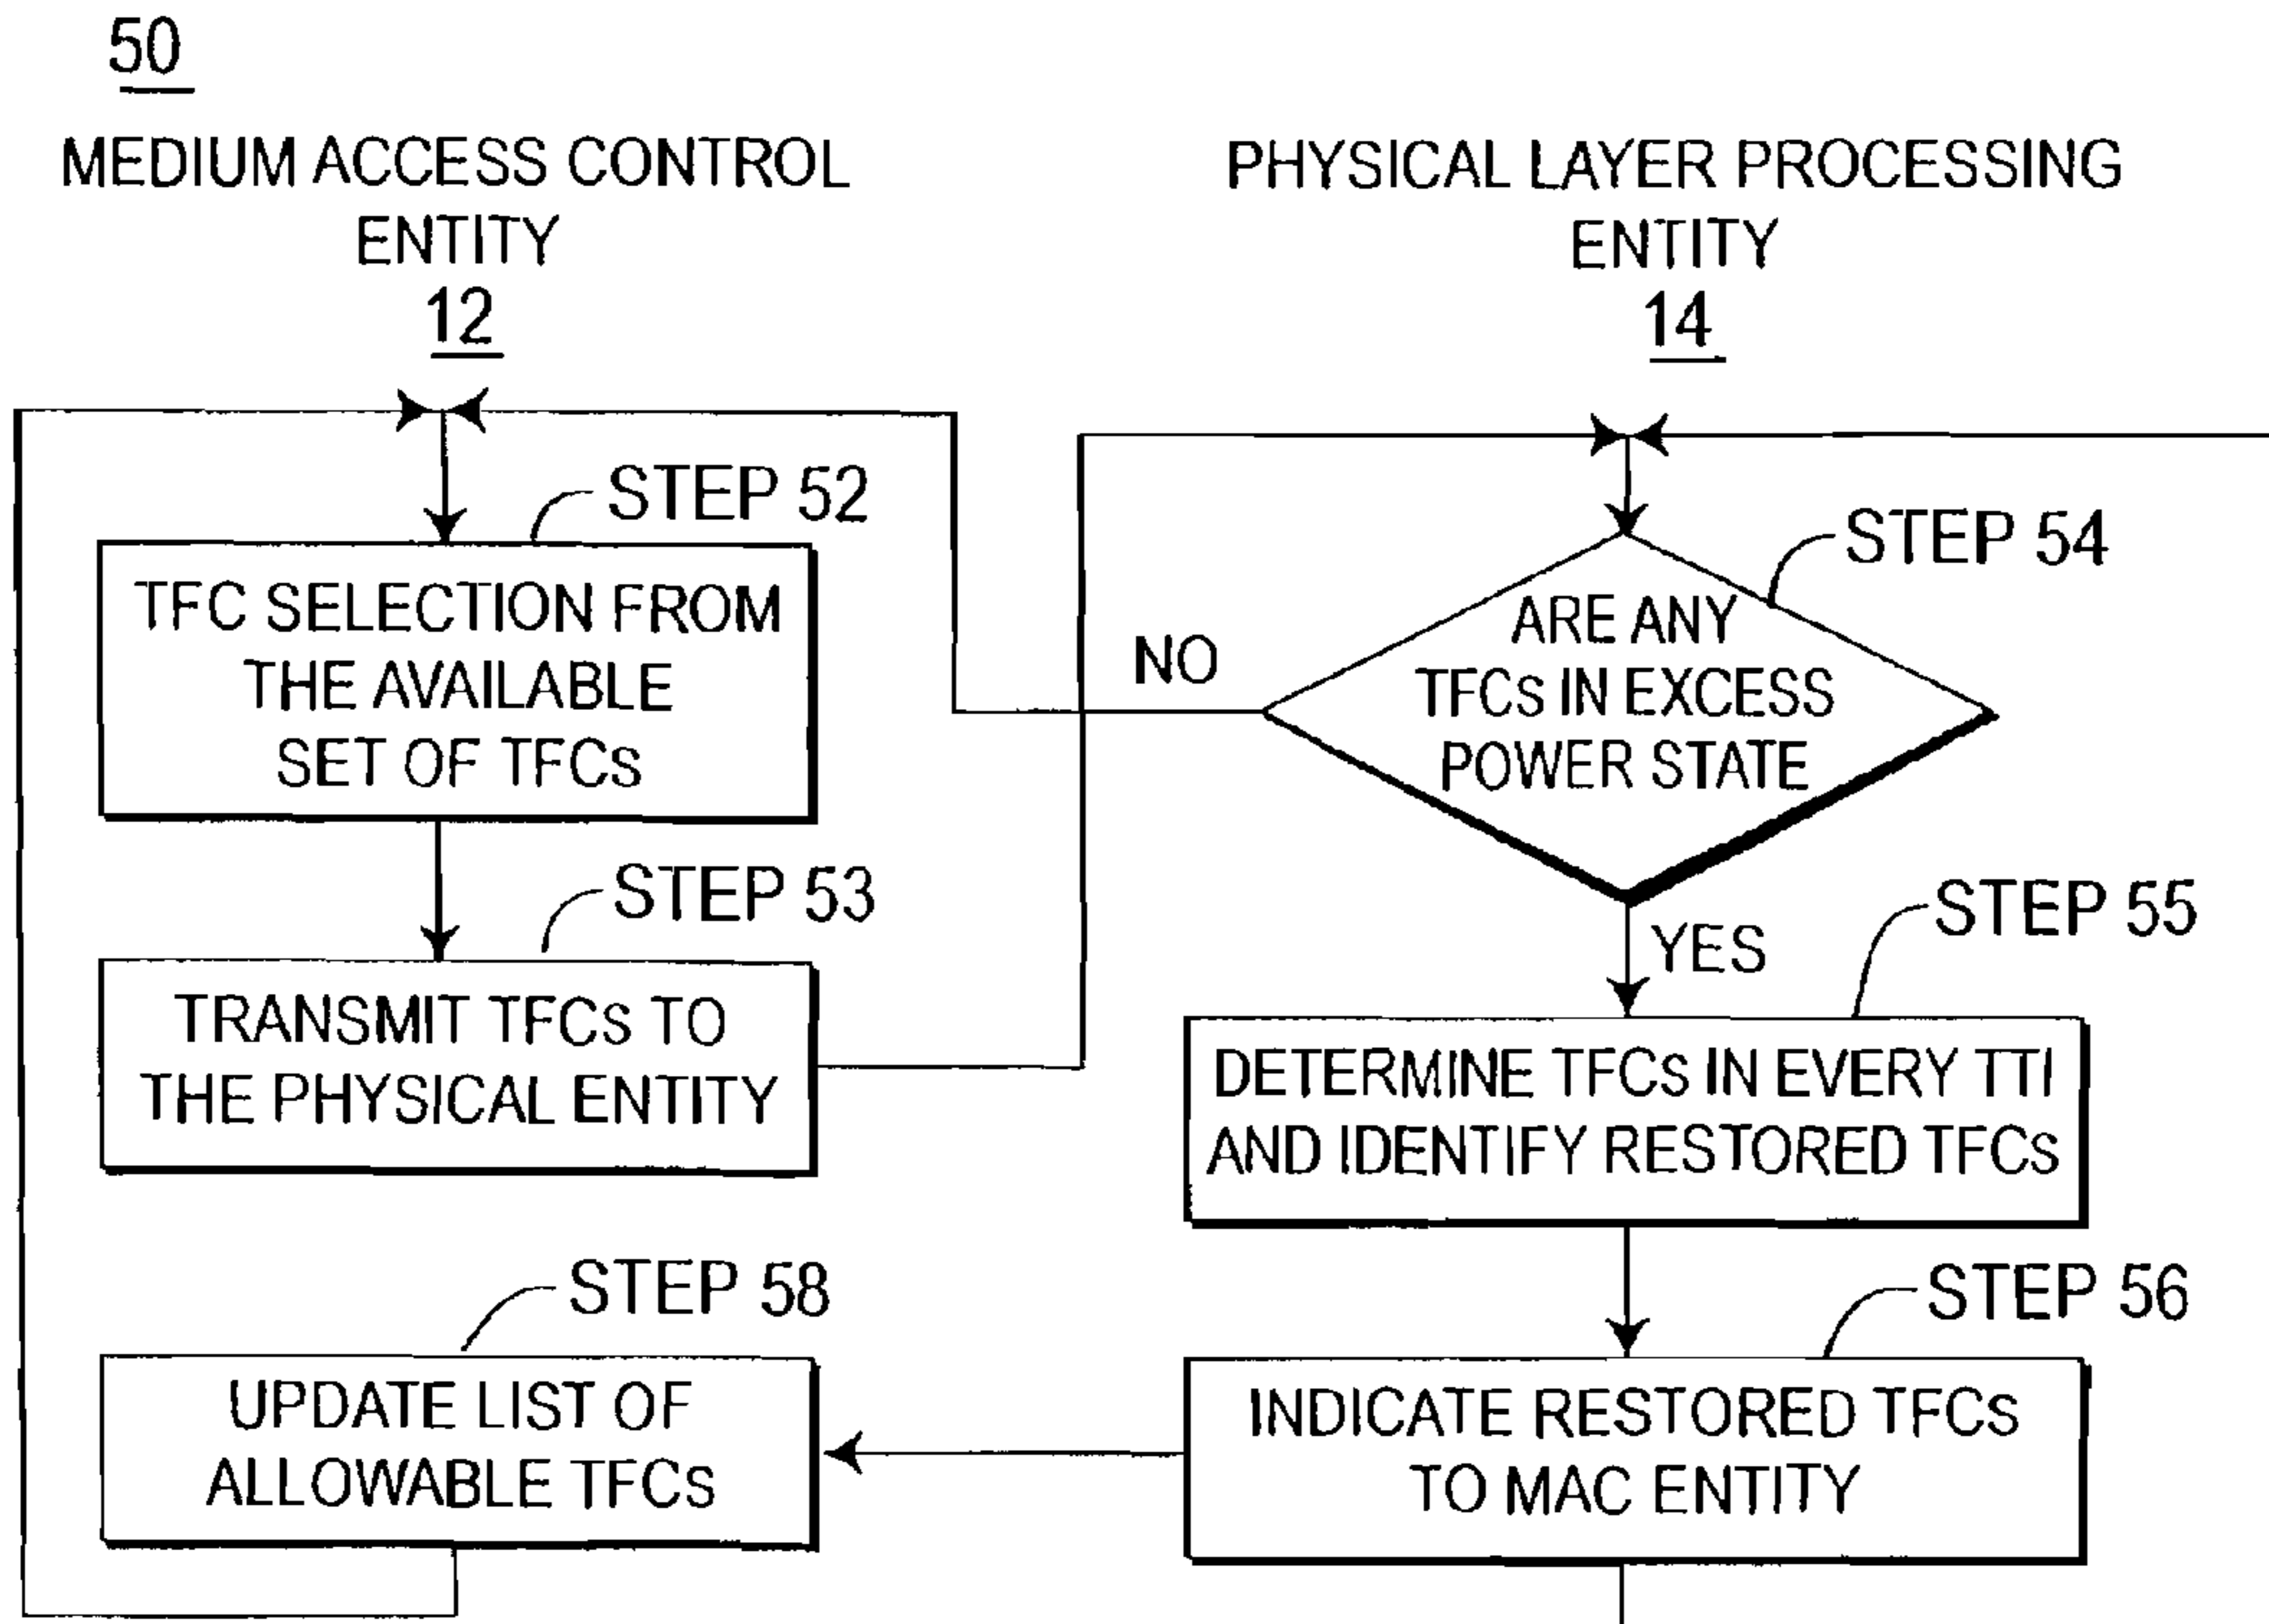 50
MEDIUM ACCESS CONTROL
ENTITY
12
PHYSICAL LAYER PROCESSING
ENTITY
14
STEP 52
TFC SELECTION FROM
THE AVAILABLE
SET OF TFCs
STEP 53
TRANSMIT TFCs TO
THE PHYSICAL ENTITY
STEP 54
ARE ANY
TFCs IN EXCESS
POWER STATE
NO
YES
STEP 55
DETERMINE TFCs IN EVERY TTI
AND IDENTIFY RESTORED TFCs
STEP 56
INDICATE RESTORED TFCs
TO MAC ENTITY
STEP 58
UPDATE LIST OF
ALLOWABLE TFCs